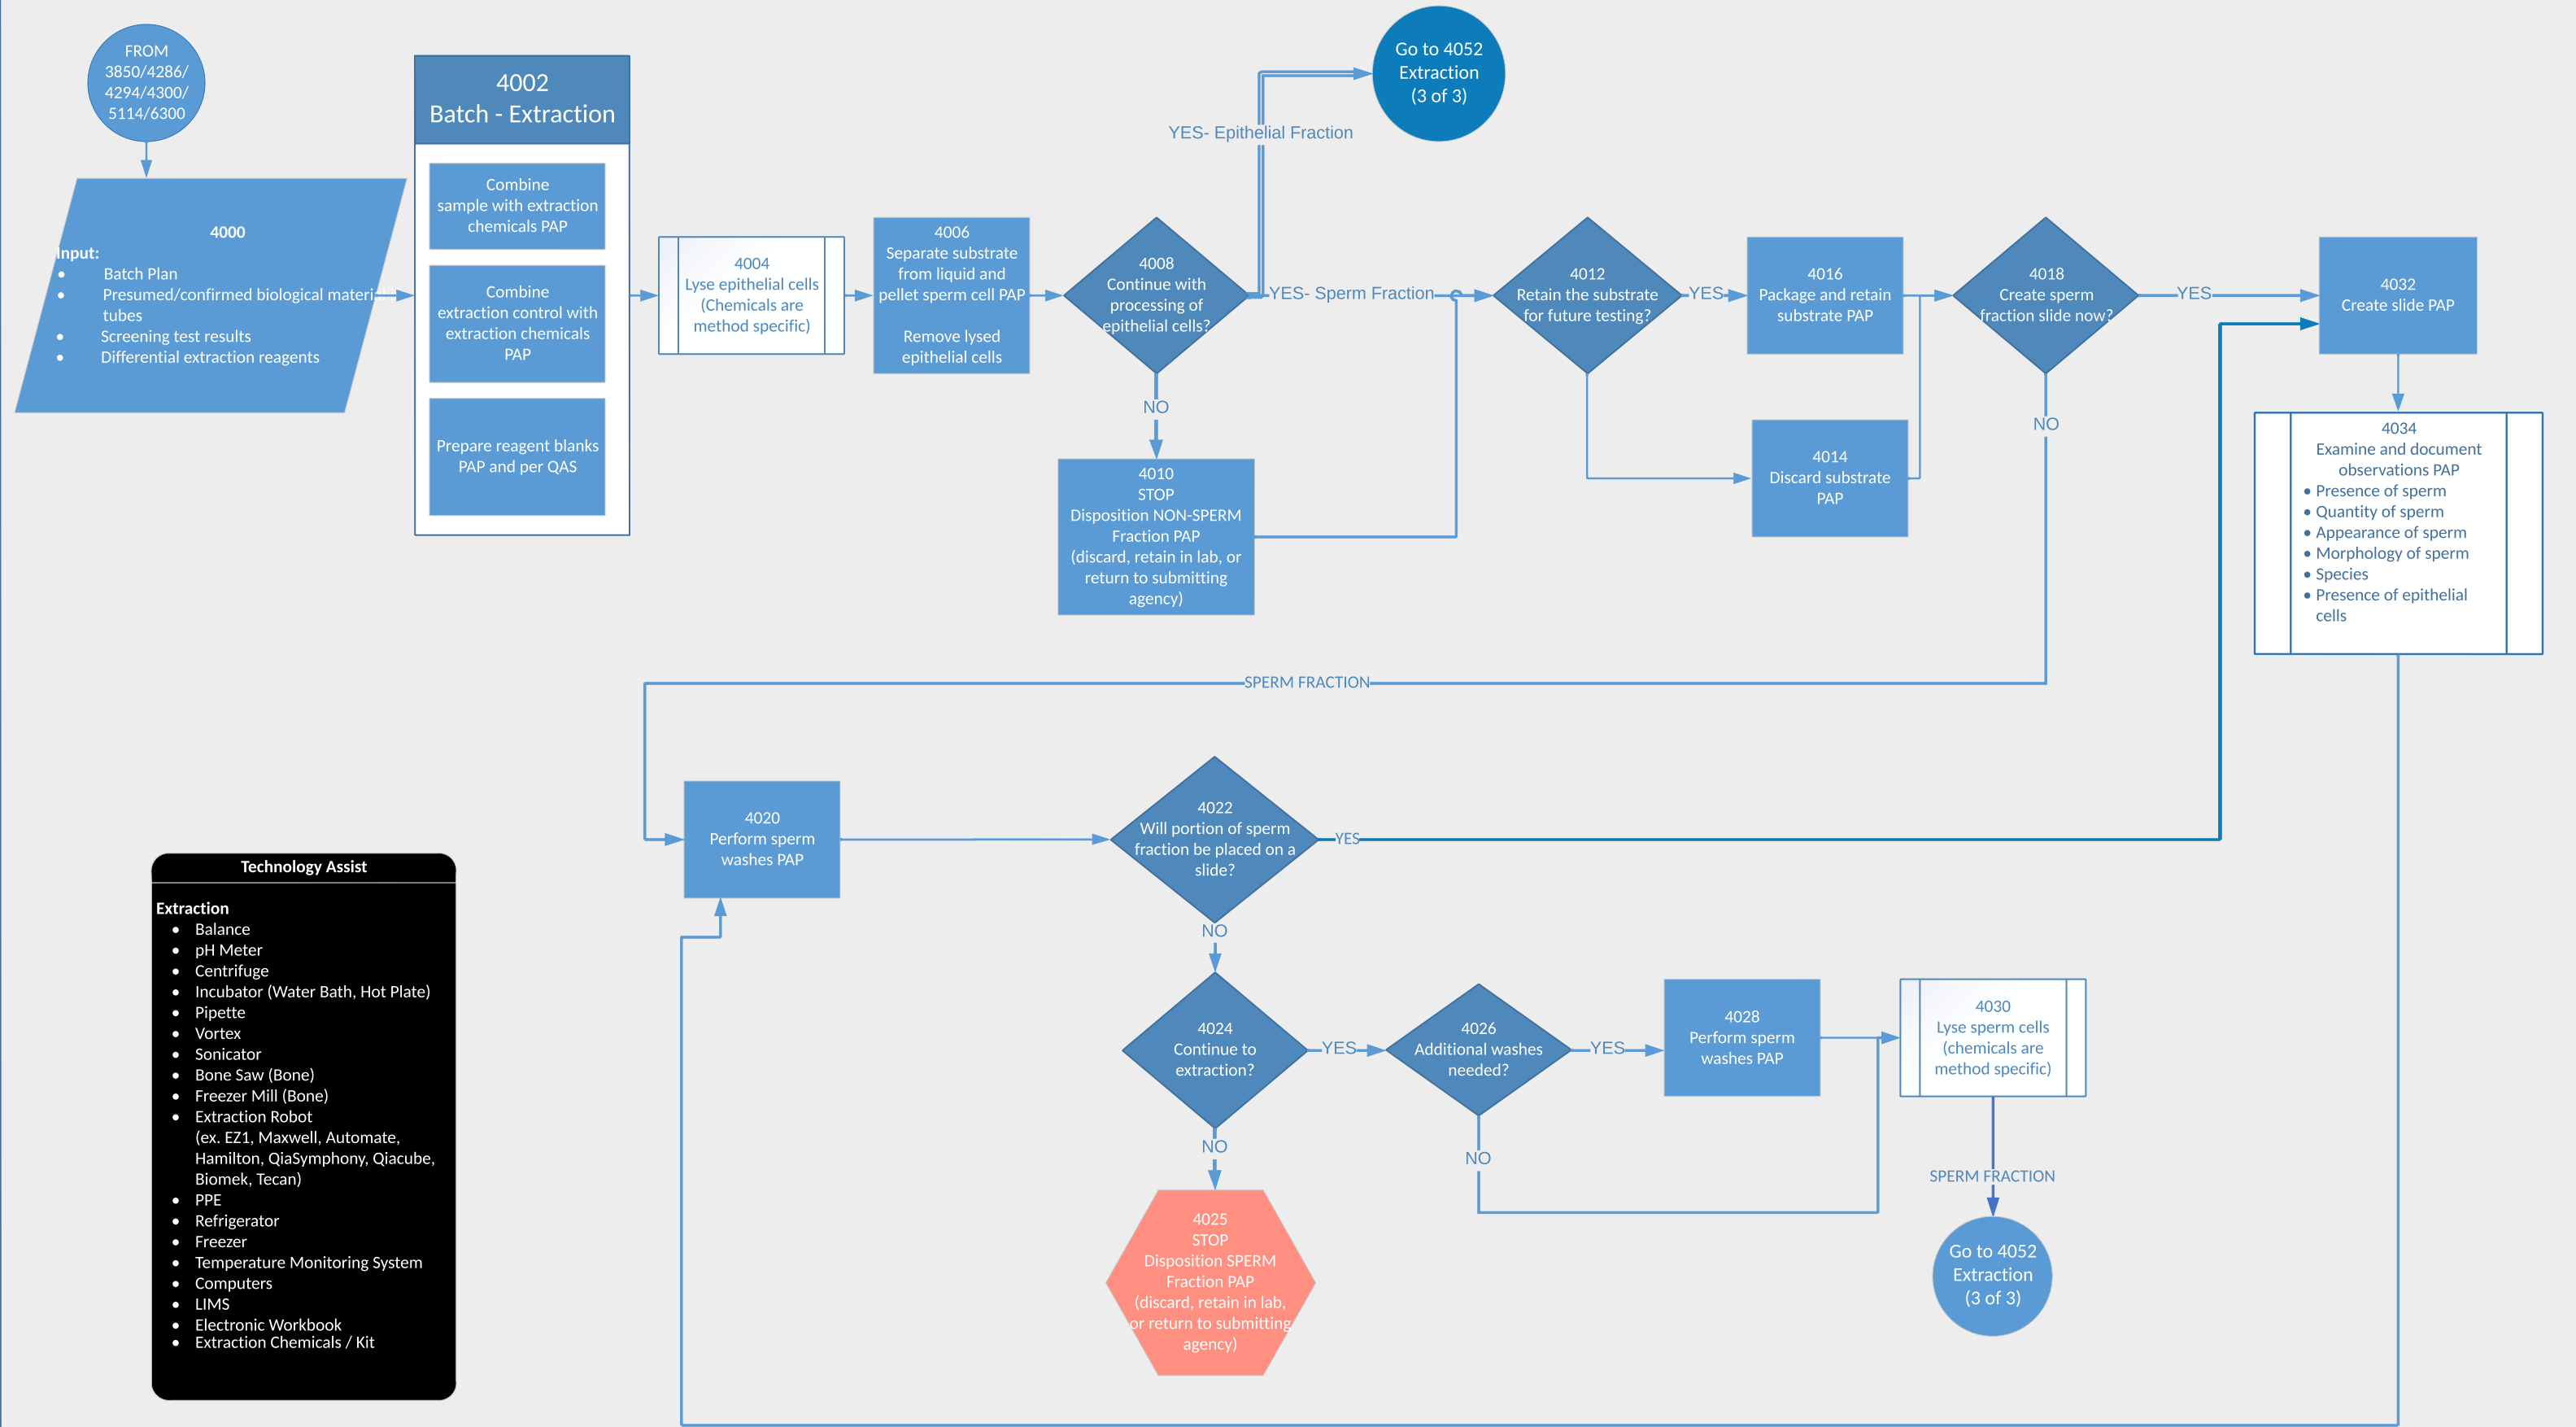 FROM
3850/4286/
4294/4300/
5114/6300
4000
Input:
• Batch Plan
• Presumed/confirmed biological material
tubes
• Screening test results
• Differential extraction reagents
4002
Batch - Extraction
Combine
sample with extraction
chemicals PAP
Combine
extraction control with
extraction chemicals
PAP
Prepare reagent blanks
PAP and per QAS
4004
Lyse epithelial cells
(Chemicals are
method specific)
4006
Separate substrate
from liquid and
pellet sperm cell PAP
Remove lysed
epithelial cells
4008
Continue with
processing of
epithelial cells?
YES- Epithelial Fraction
Go to 4052
Extraction
(3 of 3)
YES- Sperm Fraction
NO
4010
STOP
Disposition NON-SPERM
Fraction PAP
(discard, retain in lab, or
return to submitting
agency)
4012
Retain the substrate
for future testing?
YES
4016
Package and retain
substrate PAP
4014
Discard substrate
PAP
4018
Create sperm
fraction slide now?
YES
NO
4032
Create slide PAP
4034
Examine and document
observations PAP
• Presence of sperm
• Quantity of sperm
• Appearance of sperm
• Morphology of sperm
• Species
• Presence of epithelial
cells
SPERM FRACTION
4020
Perform sperm
washes PAP
4022
Will portion of sperm
fraction be placed on a
slide?
YES
NO
4024
Continue to
extraction?
YES
NO
4025
STOP
Disposition SPERM
Fraction PAP
(discard, retain in lab,
or return to submitting
agency)
4026
Additional washes
needed?
YES
NO
4028
Perform sperm
washes PAP
4030
Lyse sperm cells
(chemicals are
method specific)
SPERM FRACTION
Go to 4052
Extraction
(3 of 3)
Technology Assist
Extraction
• Balance
• pH Meter
• Centrifuge
• Incubator (Water Bath, Hot Plate)
• Pipette
• Vortex
• Sonicator
• Bone Saw (Bone)
• Freezer Mill (Bone)
• Extraction Robot
(ex. EZ1, Maxwell, Automate,
Hamilton, QiaSymphony, Qiacube,
Biomek, Tecan)
• PPE
• Refrigerator
• Freezer
• Temperature Monitoring System
• Computers
• LIMS
• Electronic Workbook
• Extraction Chemicals / Kit